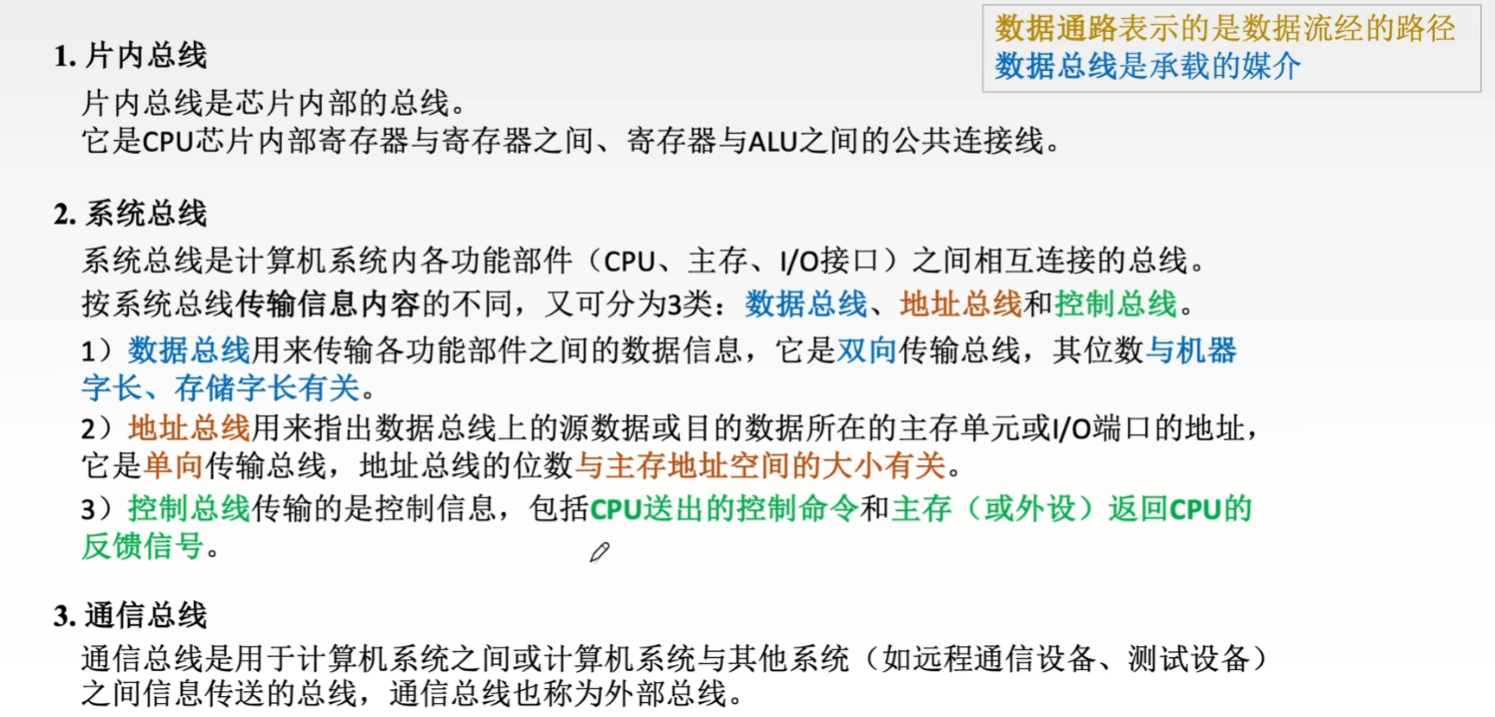 数据通路表示的是数据流经的路径
数据总线是承载的媒介
1. 片内总线
片内总线是芯片内部的总线。
它是CPU芯片内部寄存器与寄存器之间、寄存器与ALU之间的公共连接线。
2. 系统总线
系统总线是计算机系统内各功能部件（CPU、主存、I/O接口）之间相互连接的总线。
按系统总线传输信息内容的不同，又可分为3类：数据总线、地址总线和控制总线。
1）数据总线用来传输各功能部件之间的数据信息，它是双向传输总线，其位数与机器
字长、存储字长有关。
2）地址总线用来指出数据总线上的源数据或目的数据所在的主存单元或I/O端口的地址，
它是单向传输总线，地址总线的位数与主存地址空间的大小有关。
3）控制总线传输的是控制信息，包括CPU送出的控制命令和主存（或外设）返回CPU的
反馈信号。
3. 通信总线
通信总线是用于计算机系统之间或计算机系统与其他系统（如远程通信设备、测试设备）
之间信息传送的总线，通信总线也称为外部总线。